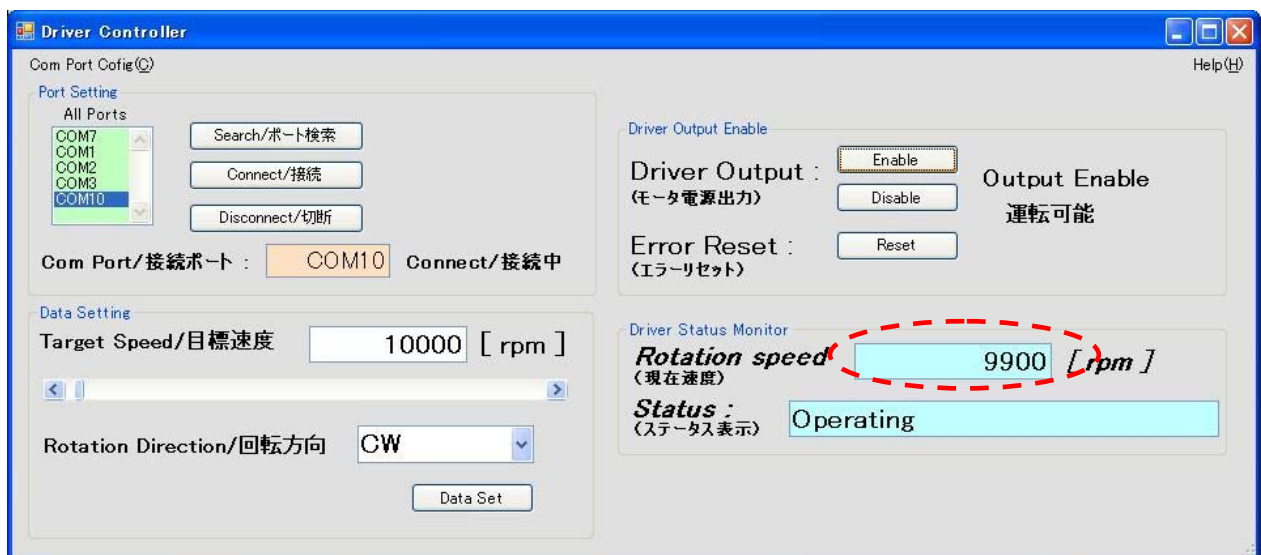 Driver Controller
Com Port Cofig(C)
Help(H)
Port Setting
All Ports
COM7
COM1
COM2
COM3
COM10
Search/ポート検索
Connect/接続
Disconnect/切断
Com Port/接続ポート : COM10 Connect/接続中
Data Setting
Target Speed/目標速度 10000 [ rpm ]
Rotation Direction/回転方向 CW
Data Set
Driver Output Enable
Driver Output : Enable
(モータ電源出力) Disable
Output Enable
運転可能
Error Reset : Reset
(エラーリセット)
Driver Status Monitor
Rotation speed 9900 [ rpm ]
(現在速度)
Status : Operating
(ステータス表示)